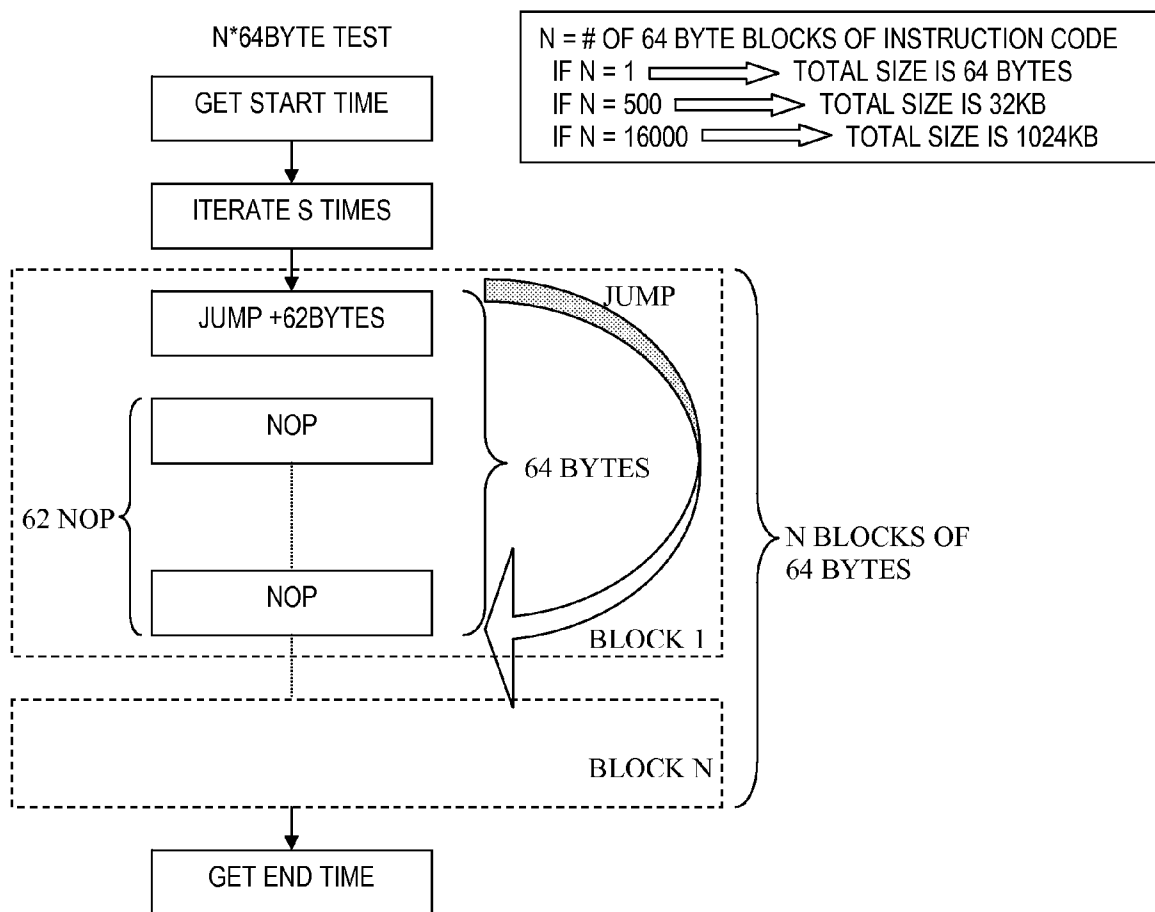 N*64BYTE TEST
GET START TIME
ITERATE S TIMES
N = # OF 64 BYTE BLOCKS OF INSTRUCTION CODE
IF N = 1 TOTAL SIZE IS 64 BYTES
IF N = 500 TOTAL SIZE IS 32KB
IF N = 16000 TOTAL SIZE IS 1024KB
JUMP +62BYTES
JUMP
NOP
62 NOP
64 BYTES
NOP
BLOCK 1
N BLOCKS OF
64 BYTES
BLOCK N
GET END TIME